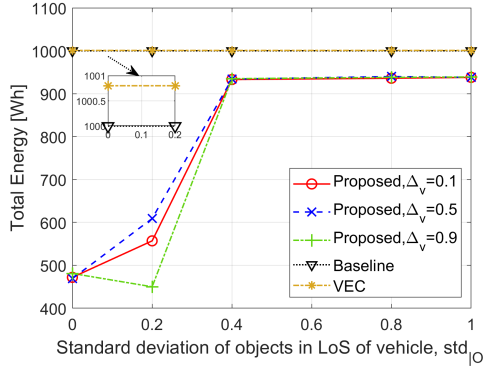 1100
1000
900
800
700
600
500
400
Total Energy [Wh]
1001
1000.5
1000
0 0.1 0.2
Proposed,Δv=0.1
Proposed,Δv=0.5
Proposed,Δv=0.9
Baseline
VEC
0 0.2 0.4 0.6 0.8 1
Standard deviation of objects in LoS of vehicle, std|O